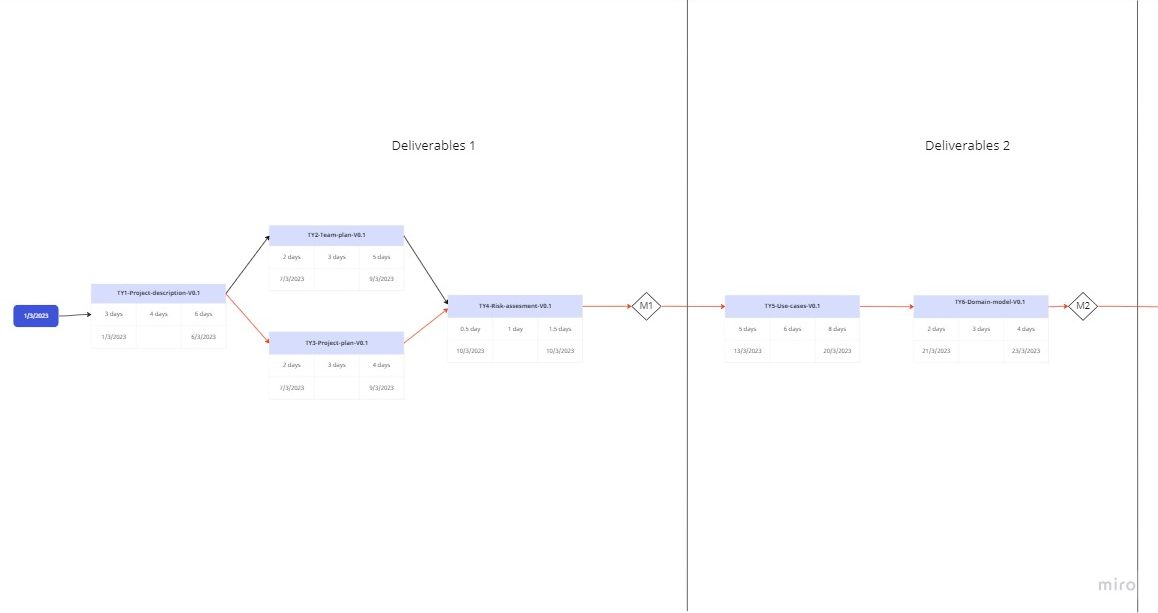 Deliverables 1
Deliverables 2
1/3/2023
TY1-Project-description-V0.1
3 days 4 days 6 days
1/3/2023 6/3/2023
TY2-Team-plan-V0.1
2 days 3 days 5 days
7/3/2023 9/3/2023
TY3-Project-plan-V0.1
2 days 3 days 4 days
7/3/2023 9/3/2023
TY4-Risk-assesment-V0.1
0.5 day 1 day 1.5 days
10/3/2023 10/3/2023
M1
TY5-Use-cases-V0.1
5 days 6 days 8 days
13/3/2023 20/3/2023
TY6-Domain-model-V0.1
2 days 3 days 4 days
21/3/2023 23/3/2023
M2
miro